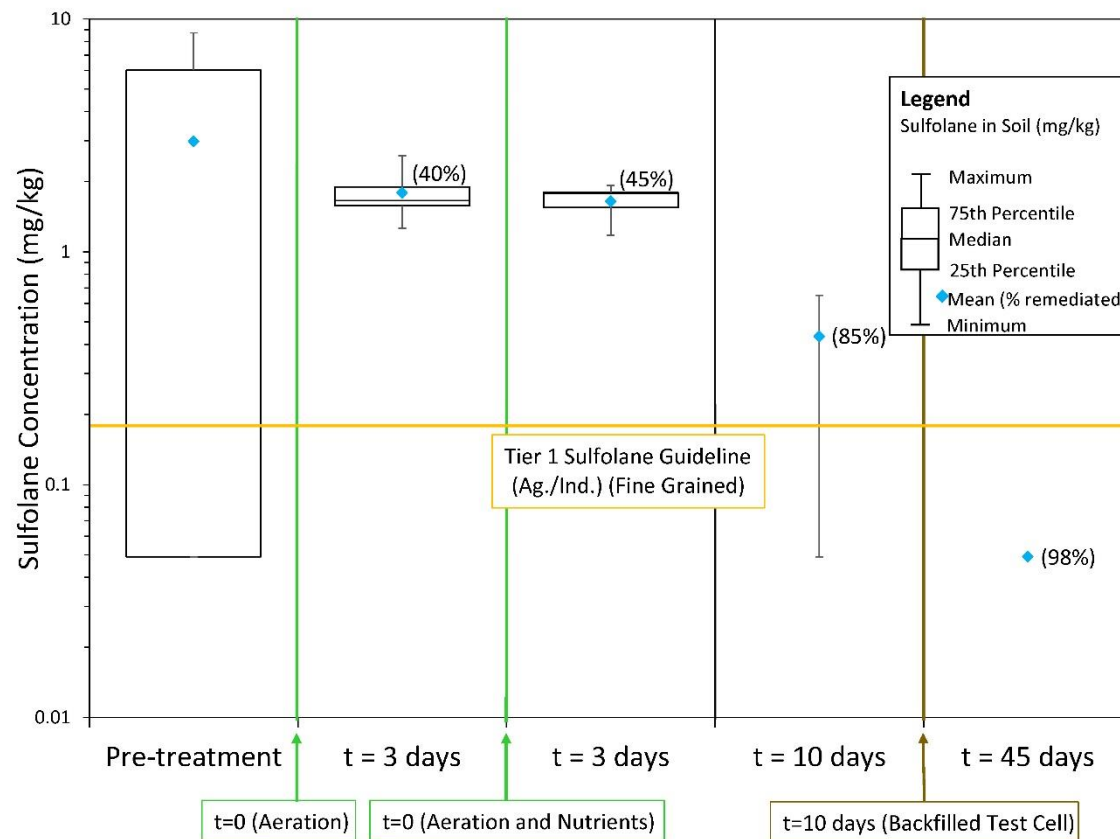 Sulfolane Concentration (mg/kg)
10
1
0.1
0.01
(40%)
(45%)
(85%)
(98%)
Legend
Sulfolane in Soil (mg/kg)
Maximum
75th Percentile
Median
25th Percentile
Mean (% remediated
Minimum
Tier 1 Sulfolane Guideline
(Ag./Ind.) (Fine Grained)
Pre-treatment
t = 3 days
t = 3 days
t = 10 days
t = 45 days
t=0 (Aeration)
t=0 (Aeration and Nutrients)
t=10 days (Backfilled Test Cell)